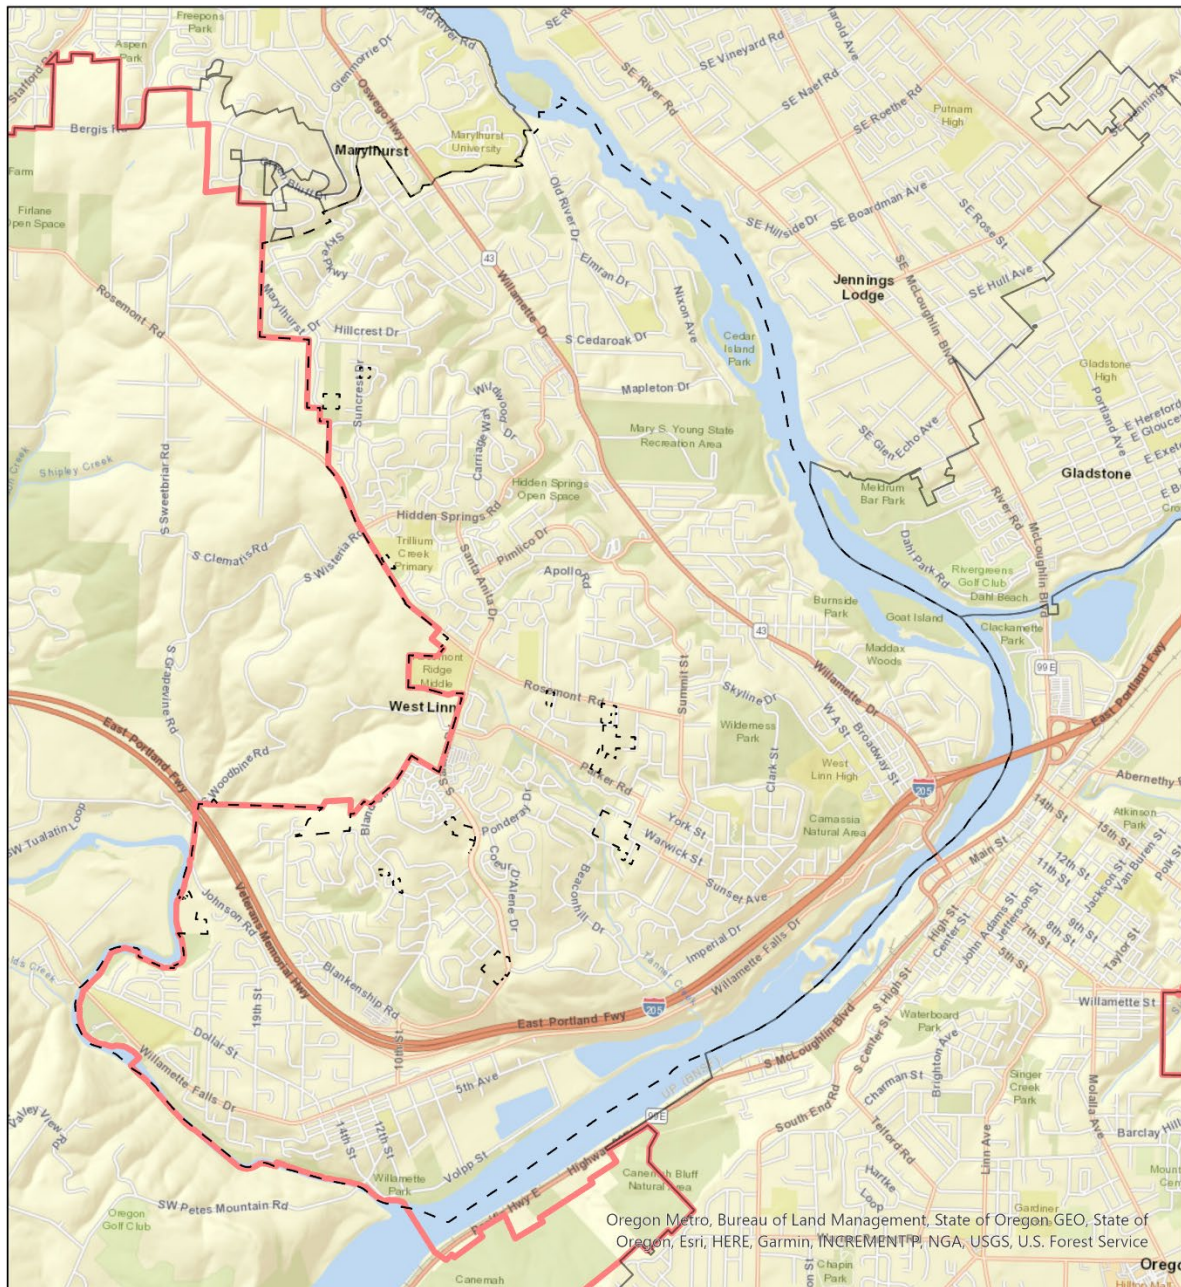 Freepons
Park
Aspen
Park
Old River Rd
Glenmorrie Dr
SE Vineyard Rd
SE River Rd
Stafford Rd
Oswego Hwy
SE Naef Rd
SE Roethe Rd
Putnam
High
Bergis Rd
Marylhurst
Marylhurst
University
Farm
Firlane
Open Space
Old River Dr
SE Boardman Ave
SE Rose St
SE Hillside Dr
Skye Pkwy
43
Elmran Dr
SE McLoughlin Blvd
SE Hull Ave
Jennings
Lodge
Rosemont Rd
Marylhurst Dr
Hillcrest Dr
Willamette Dr
Nixon Ave
S Cedaroak Dr
Cedar
Island
Park
Gladstone
High
Suncrest Dr
Wildwood Dr
Mapleton Dr
Portland Ave
E Hereford
E Glouces
Carriage Way
Mary S. Young State
Recreation Area
SE Glen Echo Ave
E Exeter
Shipley Creek
S Sweetbriar Rd
Hidden Springs
Open Space
Meldrum
Bar Park
Gladstone
Hidden Springs Rd
River Rd
McLoughlin Blvd
S Clematis Rd
S Wisteria Rd
Trillium
Creek
Primary
Pimlico Dr
Santa Anita Dr
Apollo Rd
Dahl Park Rd
Rivergreens
Golf Club
Dahl Beach
Burnside
Park
Goat Island
Clackamette
Park
S Grapevine Rd
43
Maddax
Woods
99E
Ridge
Middle
Rosemont Rd
Summit St
Skyline Dr
Willamette Dr
West Linn
East Portland Fwy
Wilderness
Park
W A St
Broadway St
East Portland Fwy
S Woodbine Rd
Parker Rd
Clark St
West
Linn High
205
Abernethy
SW Tualatin Loop
Ponderay Dr
York St
Camassia
Natural Area
14th St
15th St
Atkinson
Park
Warwick St
Main St
12th St
11th St
Jackson St
Van Buren St
Polk St
Coeur D'Alene Dr
Beaconhill Dr
Sunset Ave
Johnson Rd
Veterans Memorial Hwy
High St
Center St
John Adams St
Jefferson St
9th St
8th St
7th St
5th St
Taylor St
Imperial Dr
Willamette Falls Dr
Tanner Creek
Blankenship Rd
19th St
205
East Portland Fwy
S High St
Willamette St
Waterboard
Park
Dollar St
10th St
S McLoughlin Blvd
S Center St
Brighton Ave
Charman St
Singer
Creek
Park
Willamette Falls Dr
5th Ave
99E
South End Rd
Telford Rd
Linn Ave
Molalla Ave
Valley View Rd
14th St
12th St
Barclay Hill
Volpp St
Willamette
Park
Canemah Bluff
Natural Area
Hartke
Loop
SW Petes Mountain Rd
Oregon
Golf Club
Hwy E
Gardiner
Oregon Metro, Bureau of Land Management, State of Oregon GEO, State of
Oregon, Esri, HERE, Garmin, INCREMENT P, NGA, USGS, U.S. Forest Service
Canemah
Chapin
Park